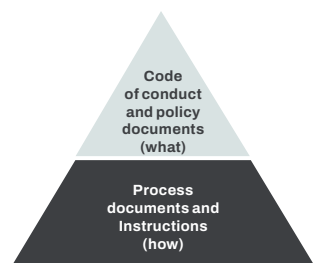 Code
of conduct
and policy
documents
(what)
Process
documents and
Instructions
(how)